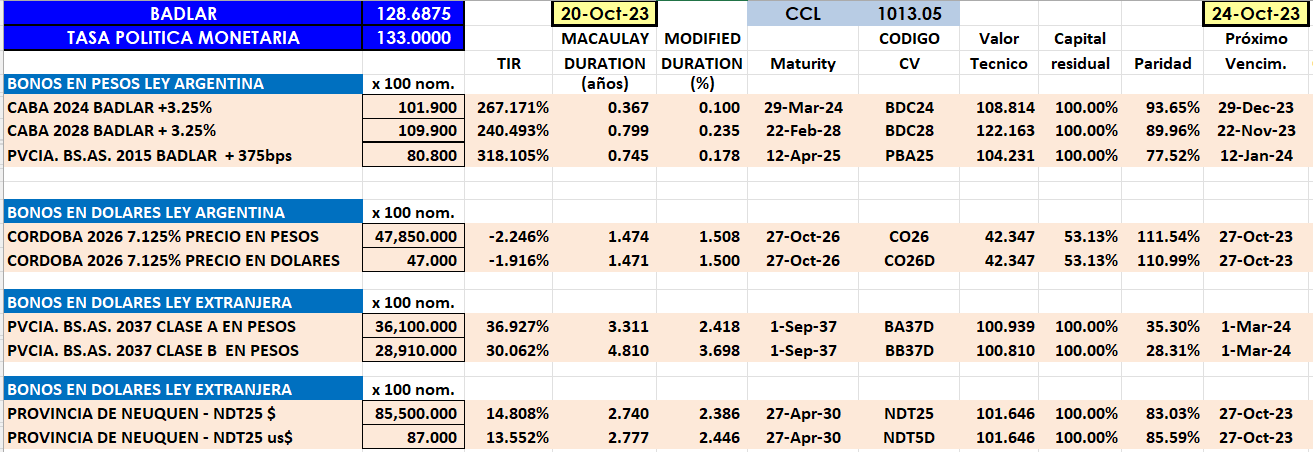 BADLAR 128.6875 20-Oct-23 CCL 1013.05 24-Oct-23
TASA POLITICA MONETARIA 133.0000 MACAULAY MODIFIED CODIGO Valor Capital Próximo
TIR DURATION DURATION Maturity CV Tecnico residual Paridad Vencim.
BONOS EN PESOS LEY ARGENTINA x 100 nom. (años) (%)
CABA 2024 BADLAR +3.25% 101.900 267.171% 0.367 0.100 29-Mar-24 BDC24 108.814 100.00% 93.65% 29-Dec-23
CABA 2028 BADLAR + 3.25% 109.900 240.493% 0.799 0.235 22-Feb-28 BDC28 122.163 100.00% 89.96% 22-Nov-23
PVCIA. BS.AS. 2015 BADLAR + 375bps 80.800 318.105% 0.745 0.178 12-Apr-25 PBA25 104.231 100.00% 77.52% 12-Jan-24
BONOS EN DOLARES LEY ARGENTINA x 100 nom.
CORDOBA 2026 7.125% PRECIO EN PESOS 47,850.000 -2.246% 1.474 1.508 27-Oct-26 CO26 42.347 53.13% 111.54% 27-Oct-23
CORDOBA 2026 7.125% PRECIO EN DOLARES 47.000 -1.916% 1.471 1.500 27-Oct-26 CO26D 42.347 53.13% 110.99% 27-Oct-23
BONOS EN DOLARES LEY EXTRANJERA x 100 nom.
PVCIA. BS.AS. 2037 CLASE A EN PESOS 36,100.000 36.927% 3.311 2.418 1-Sep-37 BA37D 100.939 100.00% 35.30% 1-Mar-24
PVCIA. BS.AS. 2037 CLASE B EN PESOS 28,910.000 30.062% 4.810 3.698 1-Sep-37 BB37D 100.810 100.00% 28.31% 1-Mar-24
BONOS EN DOLARES LEY EXTRANJERA x 100 nom.
PROVINCIA DE NEUQUEN - NDT25 $ 85,500.000 14.808% 2.740 2.386 27-Apr-30 NDT25 101.646 100.00% 83.03% 27-Oct-23
PROVINCIA DE NEUQUEN - NDT25 us$ 87.000 13.552% 2.777 2.446 27-Apr-30 NDT5D 101.646 100.00% 85.59% 27-Oct-23